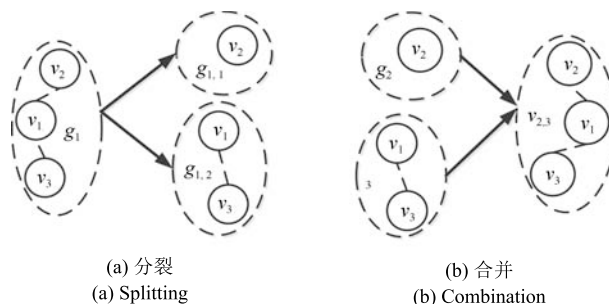 v₂
g₁,₁
v₂
v₁
g₁
v₃
v₁
g₁,₂
v₃
(a) 分裂
(a) Splitting
v₂
g₂
v₁
3
v₃
v₂
v₂,₃
v₁
v₃
(b) 合并
(b) Combination